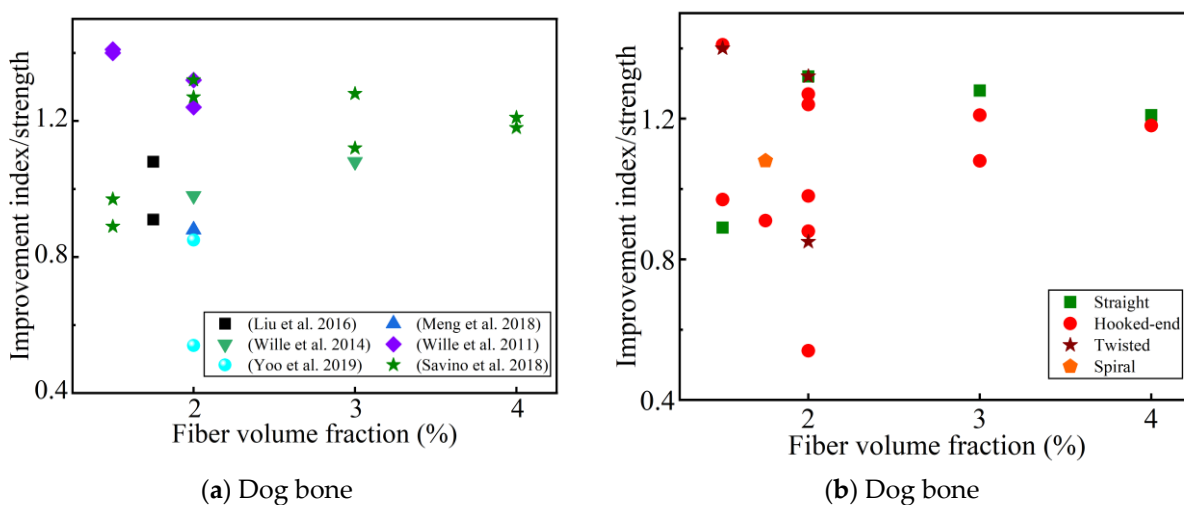 Improvement index/strength
1.2
0.8
0.4
2
3
4
Fiber volume fraction (%)
(Liu et al. 2016)
(Meng et al. 2018)
(Wille et al. 2014)
(Wille et al. 2011)
(Yoo et al. 2019)
(Savino et al. 2018)
(a) Dog bone
Improvement index/strength
1.2
0.8
0.4
2
3
4
Fiber volume fraction (%)
Straight
Hooked-end
Twisted
Spiral
(b) Dog bone